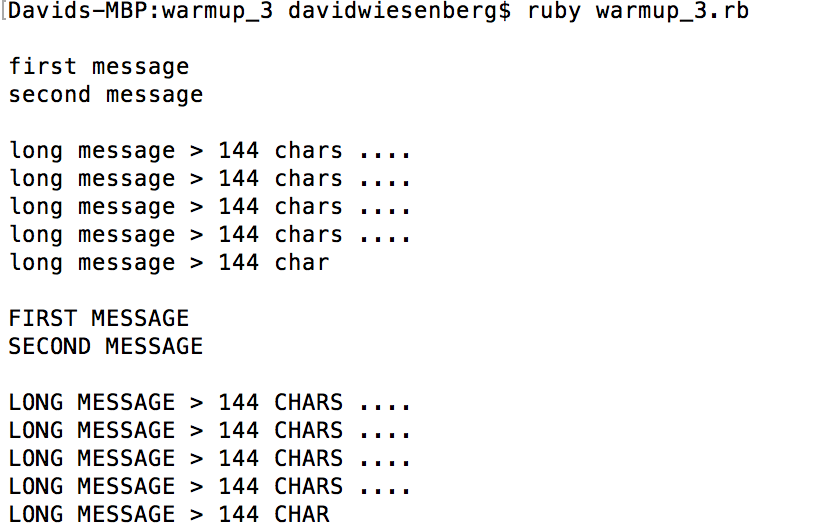 [Davids-MBP:warmup_3 davidwiesenberg$ ruby warmup_3.rb
first message
second message
long message > 144 chars ....
long message > 144 chars ....
long message > 144 chars ....
long message > 144 chars ....
long message > 144 char
FIRST MESSAGE
SECOND MESSAGE
LONG MESSAGE > 144 CHARS ....
LONG MESSAGE > 144 CHARS ....
LONG MESSAGE > 144 CHARS ....
LONG MESSAGE > 144 CHARS ....
LONG MESSAGE > 144 CHAR